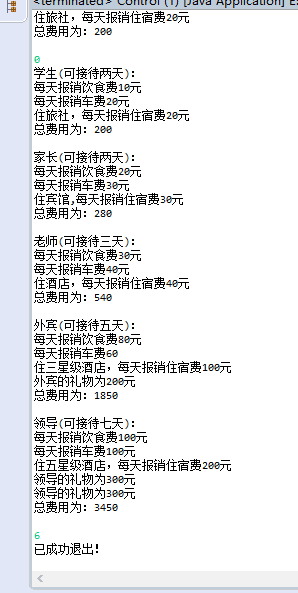 <terminated> Control (1) [Java Application] E
住旅社，每天报销住宿费20元
总费用为：200
0
学生(可接待两天)：
每天报销饮食费10元
每天报销车费20元
住旅社，每天报销住宿费20元
总费用为：200
家长(可接待两天)：
每天报销饮食费20元
每天报销车费30元
住宾馆,每天报销住宿费30元
总费用为：280
老师(可接待三天)：
每天报销饮食费30元
每天报销车费40元
住酒店，每天报销住宿费40元
总费用为：540
外宾(可接待五天)：
每天报销饮食费80元
每天报销车费60
住三星级酒店，每天报销住宿费100元
外宾的礼物为200元
总费用为：1850
领导(可接待七天)：
每天报销饮食费100元
每天报销车费100元
住五星级酒店，每天报销住宿费200元
领导的礼物为300元
领导的礼物为300元
总费用为：3450
6
已成功退出！